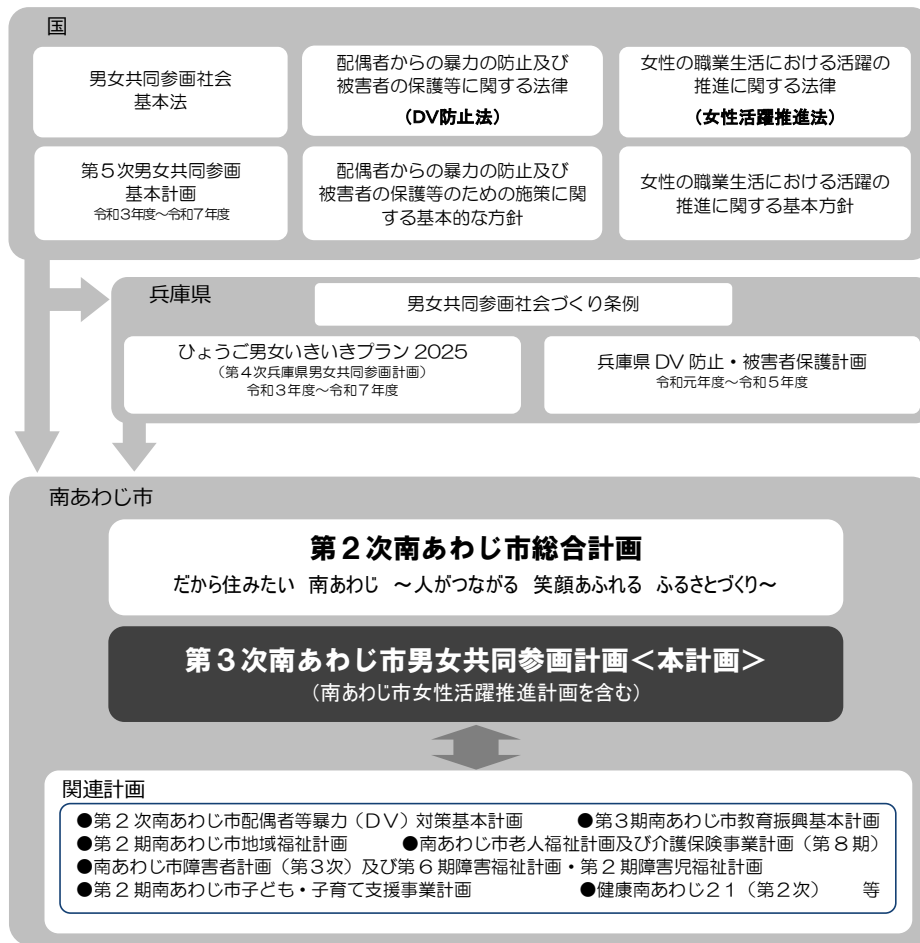 国
男女共同参画社会
基本法
配偶者からの暴力の防止及び
被害者の保護等に関する法律
(DV防止法)
女性の職業生活における活躍の
推進に関する法律
(女性活躍推進法)
第5次男女共同参画
基本計画
令和3年度～令和7年度
配偶者からの暴力の防止及び
被害者の保護等のための施策に関
する基本的な方針
女性の職業生活における活躍の
推進に関する基本方針
兵庫県
男女共同参画社会づくり条例
ひょうご男女いきいきプラン 2025
（第4次兵庫県男女共同参画計画）
令和3年度～令和7年度
兵庫県 DV 防止・被害者保護計画
令和元年度～令和5年度
南あわじ市
第2次南あわじ市総合計画
だから住みたい 南あわじ ～人がつながる 笑顔あふれる ふるさとづくり～
第3次南あわじ市男女共同参画計画＜本計画＞
（南あわじ市女性活躍推進計画を含む）
関連計画
●第2次南あわじ市配偶者等暴力（DV）対策基本計画 ●第3期南あわじ市教育振興基本計画
●第2期南あわじ市地域福祉計画 ●南あわじ市老人福祉計画及び介護保険事業計画（第8期）
●南あわじ市障害者計画（第3次）及び第6期障害福祉計画・第2期障害児福祉計画
●第2期南あわじ市子ども・子育て支援事業計画 ●健康南あわじ21（第2次） 等